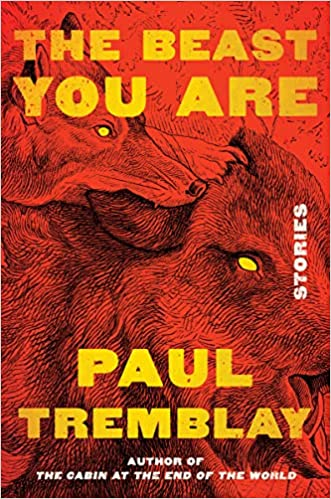 THE BEAST
YOU ARE
STORIES
PAUL
TREMBLAY
AUTHOR OF
THE CABIN AT THE END OF THE WORLD